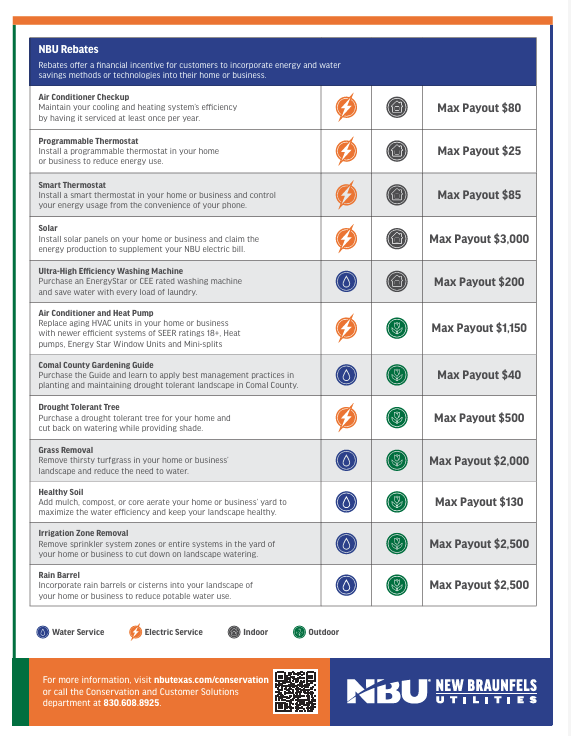 NBU Rebates
Rebates offer a financial incentive for customers to incorporate energy and water
savings methods or technologies into their home or business.
Air Conditioner Checkup
Maintain your cooling and heating system's efficiency
by having it serviced at least once per year.
Max Payout $80
Programmable Thermostat
Install a programmable thermostat in your home
or business to reduce energy use.
Max Payout $25
Smart Thermostat
Install a smart thermostat in your home or business and control
your energy usage from the convenience of your phone.
Max Payout $85
Solar
Install solar panels on your home or business and claim the
energy production to supplement your NBU electric bill.
Max Payout $3,000
Ultra-High Efficiency Washing Machine
Purchase an EnergyStar or CEE rated washing machine
and save water with every load of laundry.
Max Payout $200
Air Conditioner and Heat Pump
Replace aging HVAC units in your home or business
with newer efficient systems of SEER ratings 18+, Heat
pumps, Energy Star Window Units and Mini-splits
Max Payout $1,150
Comal County Gardening Guide
Purchase the Guide and learn to apply best management practices in
planting and maintaining drought tolerant landscape in Comal County.
Max Payout $40
Drought Tolerant Tree
Purchase a drought tolerant tree for your home and
cut back on watering while providing shade.
Max Payout $500
Grass Removal
Remove thirsty turfgrass in your home or business'
landscape and reduce the need to water.
Max Payout $2,000
Healthy Soil
Add mulch, compost, or core aerate your home or business' yard to
maximize the water efficiency and keep your landscape healthy.
Max Payout $130
Irrigation Zone Removal
Remove sprinkler system zones or entire systems in the yard of
your home or business to cut down on landscape watering.
Max Payout $2,500
Rain Barrel
Incorporate rain barrels or cisterns into your landscape of
your home or business to reduce potable water use.
Max Payout $2,500
Water Service
Electric Service
Indoor
Outdoor
For more information, visit nbutexas.com/conservation
or call the Conservation and Customer Solutions
department at 830.608.8925.
NBU NEW BRAUNFELS
UTILITIES